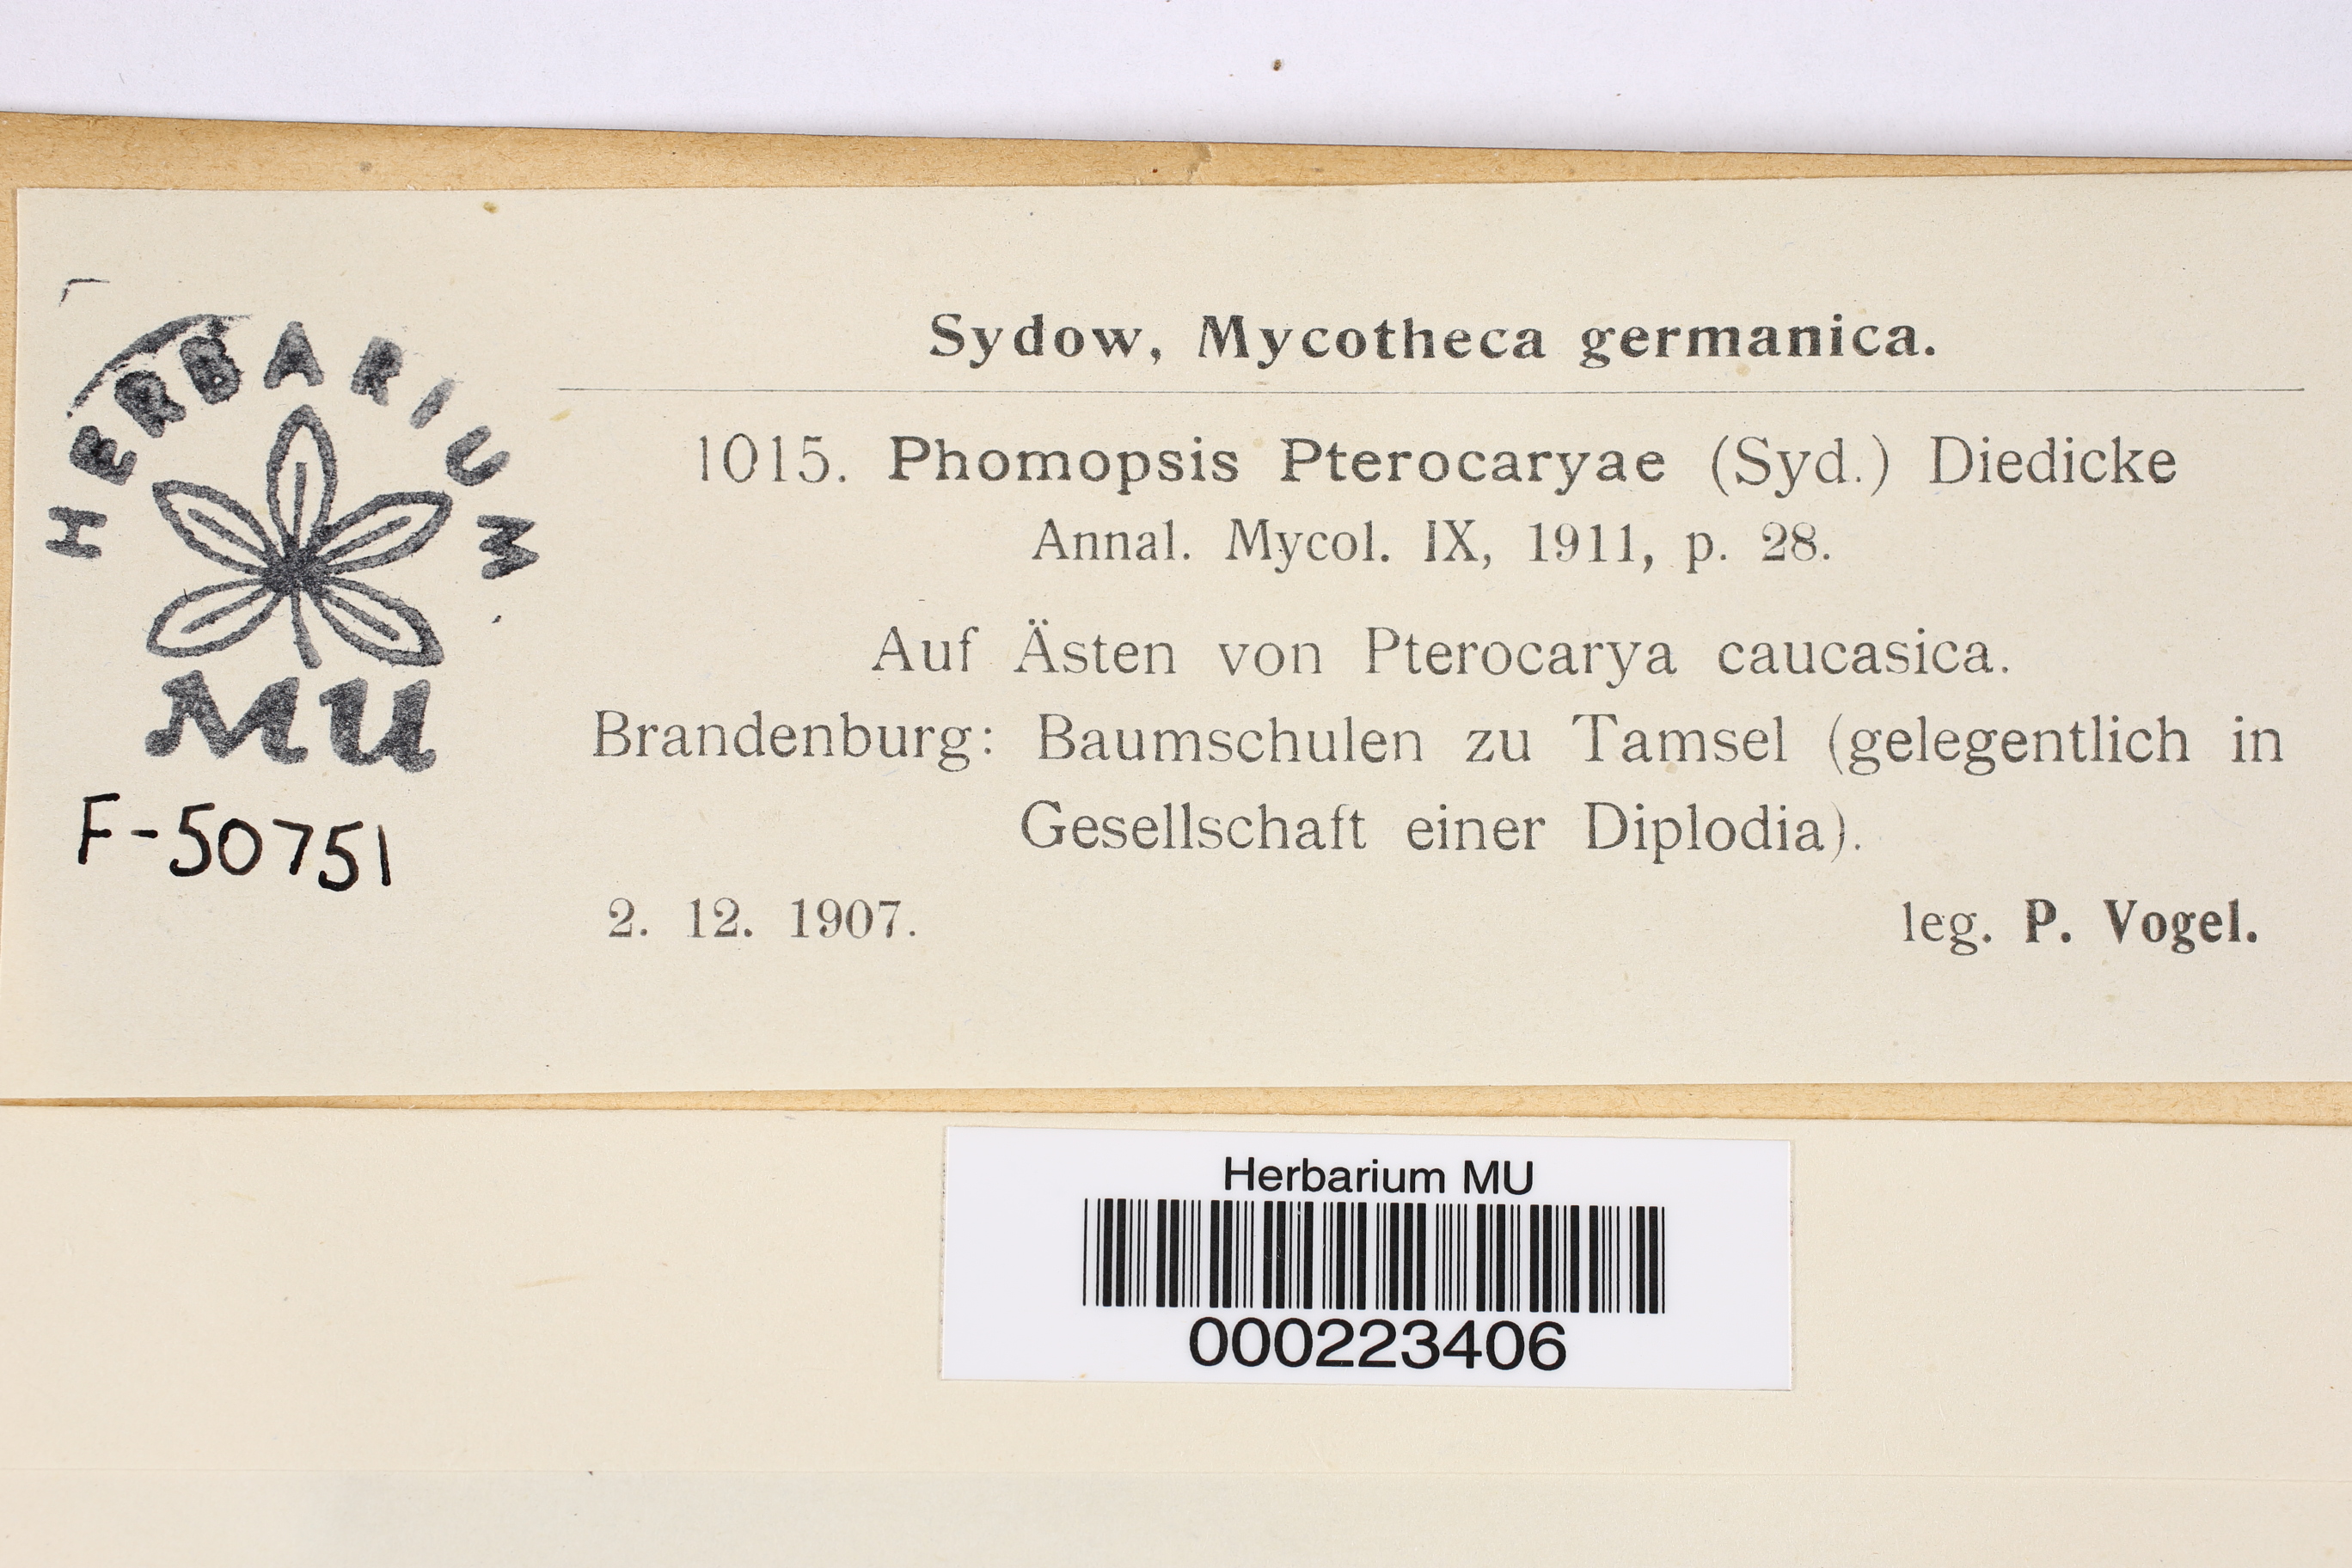 HERBARIUM
MU
F-50751
Sydow, Mycotheca germanica.
1015. Phomopsis Pterocaryae (Syd.) Diedicke
Annal. Mycol. IX, 1911, p. 28.
Auf Ästen von Pterocarya caucasica.
Brandenburg: Baumschulen zu Tamsel (gelegentlich in
Gesellschaft einer Diplodia).
2. 12. 1907. leg. P. Vogel.
Herbarium MU
000223406